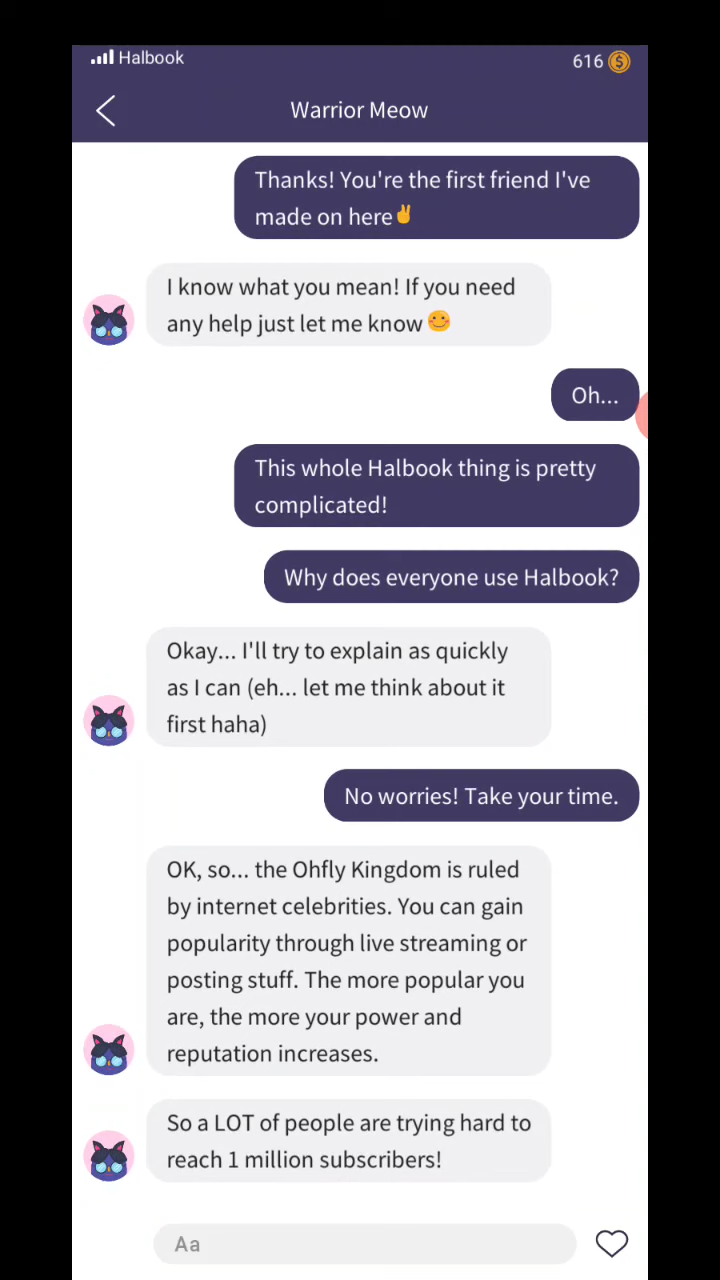 Halbook
616
Warrior Meow
Thanks! You're the first friend I've
made on here✌
I know what you mean! If you need
any help just let me know 😊
Oh...
This whole Halbook thing is pretty
complicated!
Why does everyone use Halbook?
Okay... I'll try to explain as quickly
as I can (eh... let me think about it
first haha)
No worries! Take your time.
OK, so... the Ohfly Kingdom is ruled
by internet celebrities. You can gain
popularity through live streaming or
posting stuff. The more popular you
are, the more your power and
reputation increases.
So a LOT of people are trying hard to
reach 1 million subscribers!
Aa